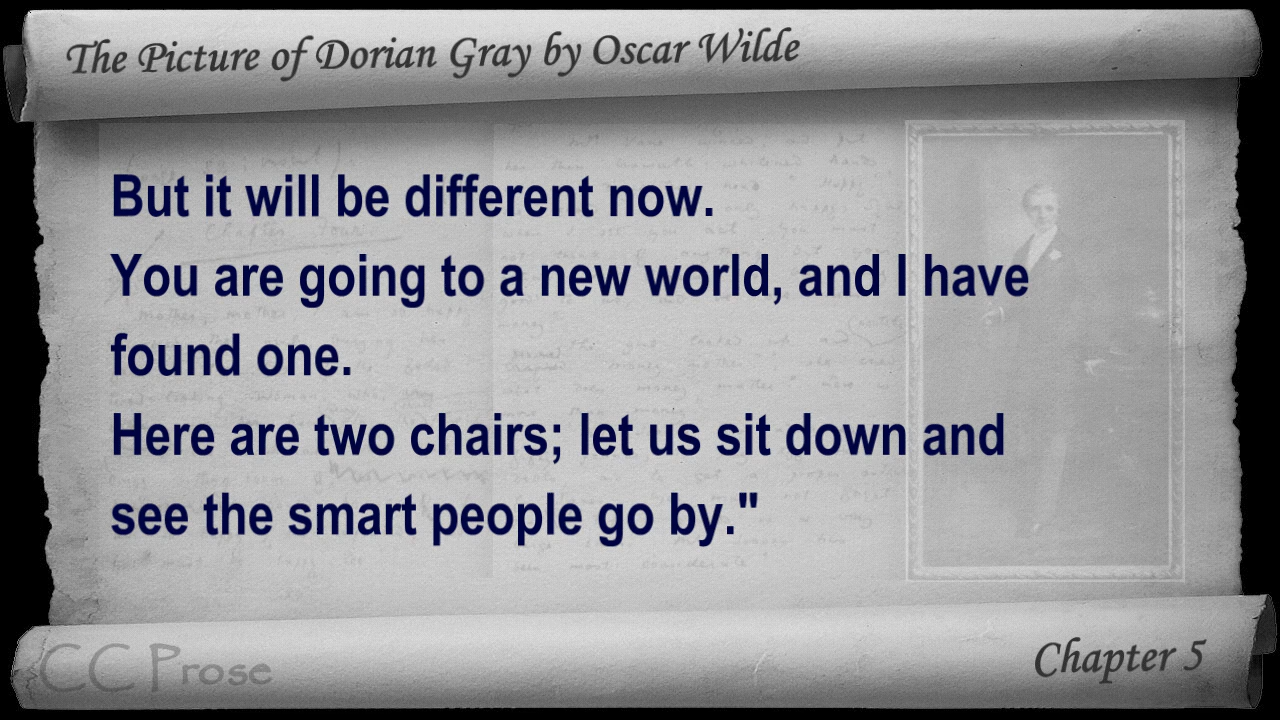 The Picture of Dorian Gray by Oscar Wilde
But it will be different now.
You are going to a new world, and I have
found one.
Here are two chairs; let us sit down and
see the smart people go by."
CC Prose
Chapter 5